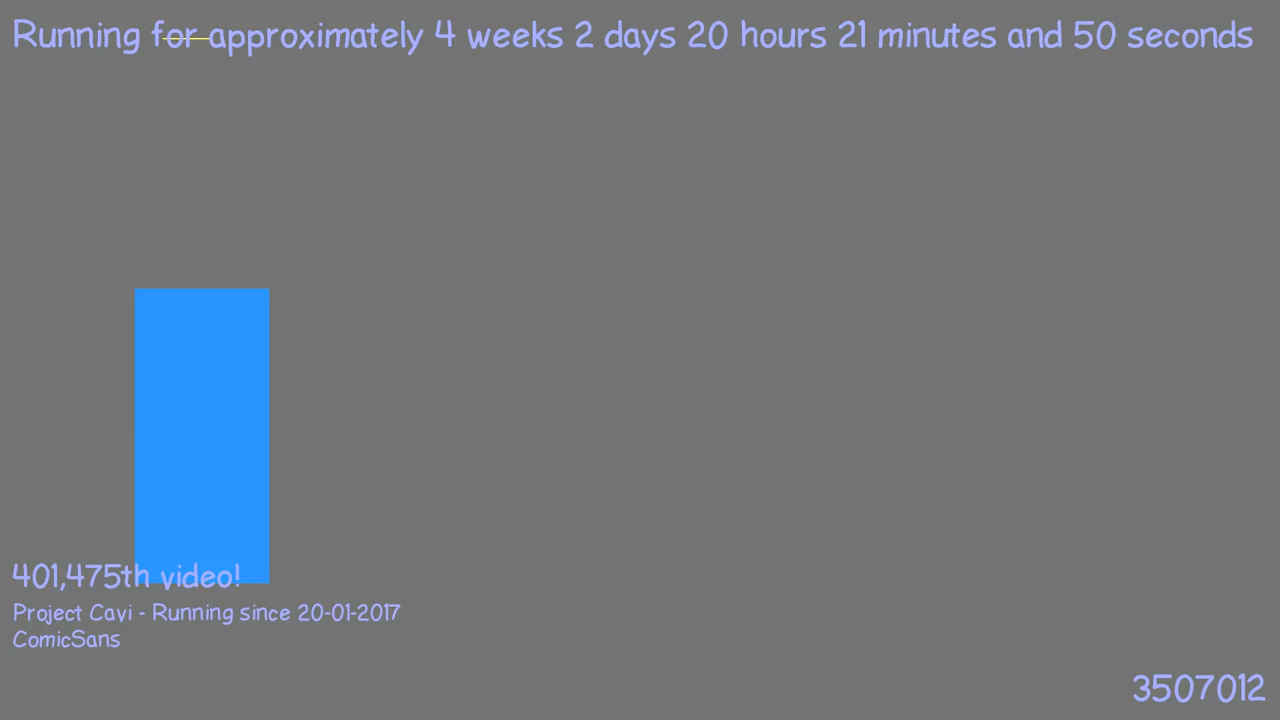 Running for approximately 4 weeks 2 days 20 hours 21 minutes and 50 seconds
401,475th video!
Project Cavi - Running since 20-01-2017
ComicSans
3507012